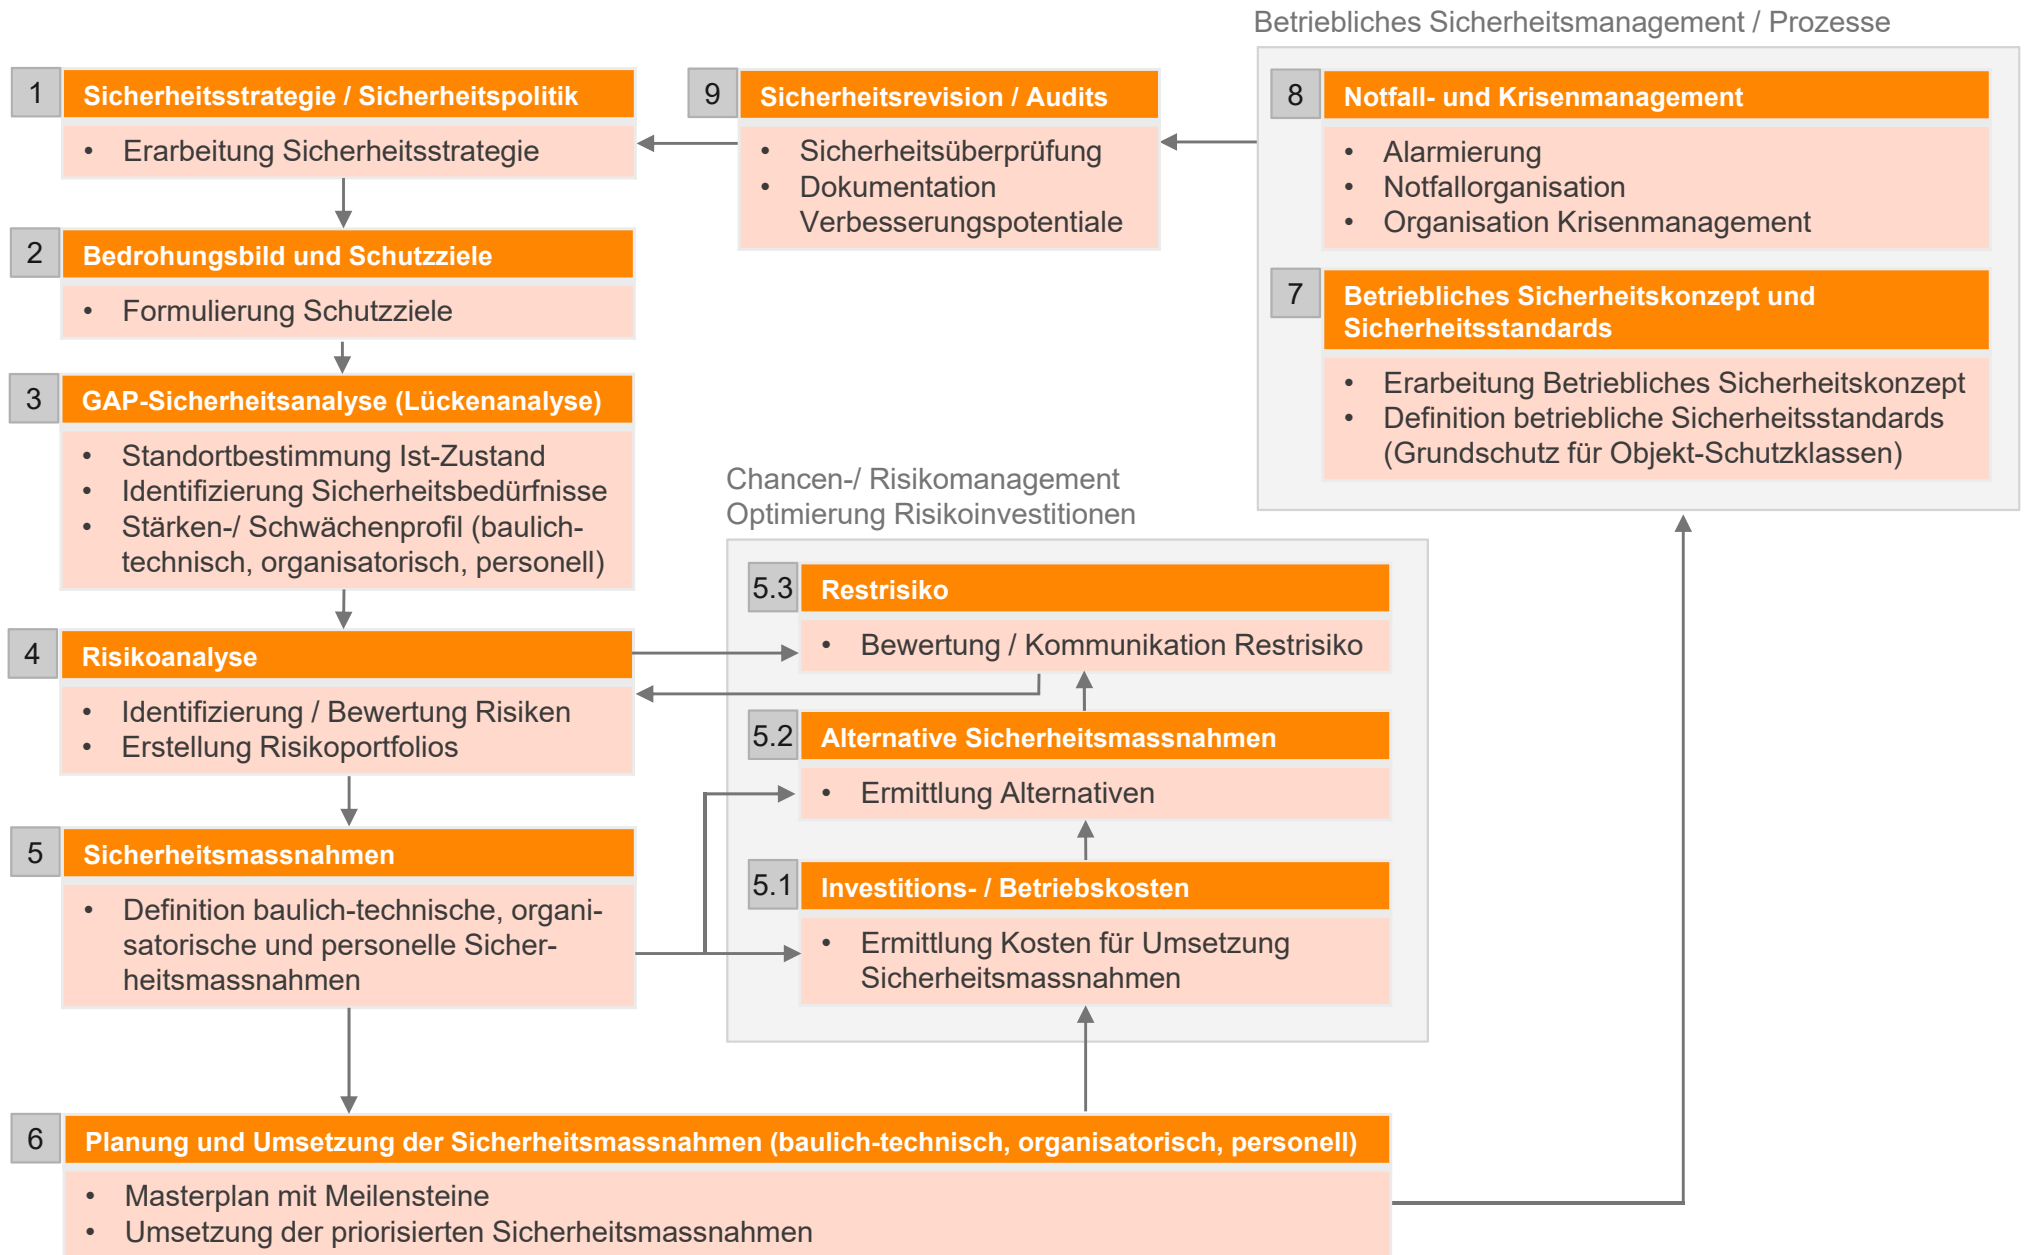 Betriebliches Sicherheitsmanagement / Prozesse
1
Sicherheitsstrategie / Sicherheitspolitik
• Erarbeitung Sicherheitsstrategie
9
Sicherheitsrevision / Audits
• Sicherheitsüberprüfung
• Dokumentation
Verbesserungspotentiale
8
Notfall- und Krisenmanagement
• Alarmierung
• Notfallorganisation
• Organisation Krisenmanagement
2
Bedrohungsbild und Schutzziele
• Formulierung Schutzziele
7
Betriebliches Sicherheitskonzept und
Sicherheitsstandards
• Erarbeitung Betriebliches Sicherheitskonzept
• Definition betriebliche Sicherheitsstandards
(Grundschutz für Objekt-Schutzklassen)
3
GAP-Sicherheitsanalyse (Lückenanalyse)
• Standortbestimmung Ist-Zustand
• Identifizierung Sicherheitsbedürfnisse
• Stärken-/ Schwächenprofil (baulich-
technisch, organisatorisch, personell)
Chancen-/ Risikomanagement
Optimierung Risikoinvestitionen
5.3
Restrisiko
• Bewertung / Kommunikation Restrisiko
4
Risikoanalyse
• Identifizierung / Bewertung Risiken
• Erstellung Risikoportfolios
5.2
Alternative Sicherheitsmassnahmen
• Ermittlung Alternativen
5
Sicherheitsmassnahmen
• Definition baulich-technische, organi-
satorische und personelle Sicher-
heitsmassnahmen
5.1
Investitions- / Betriebskosten
• Ermittlung Kosten für Umsetzung
Sicherheitsmassnahmen
6
Planung und Umsetzung der Sicherheitsmassnahmen (baulich-technisch, organisatorisch, personell)
• Masterplan mit Meilensteine
• Umsetzung der priorisierten Sicherheitsmassnahmen